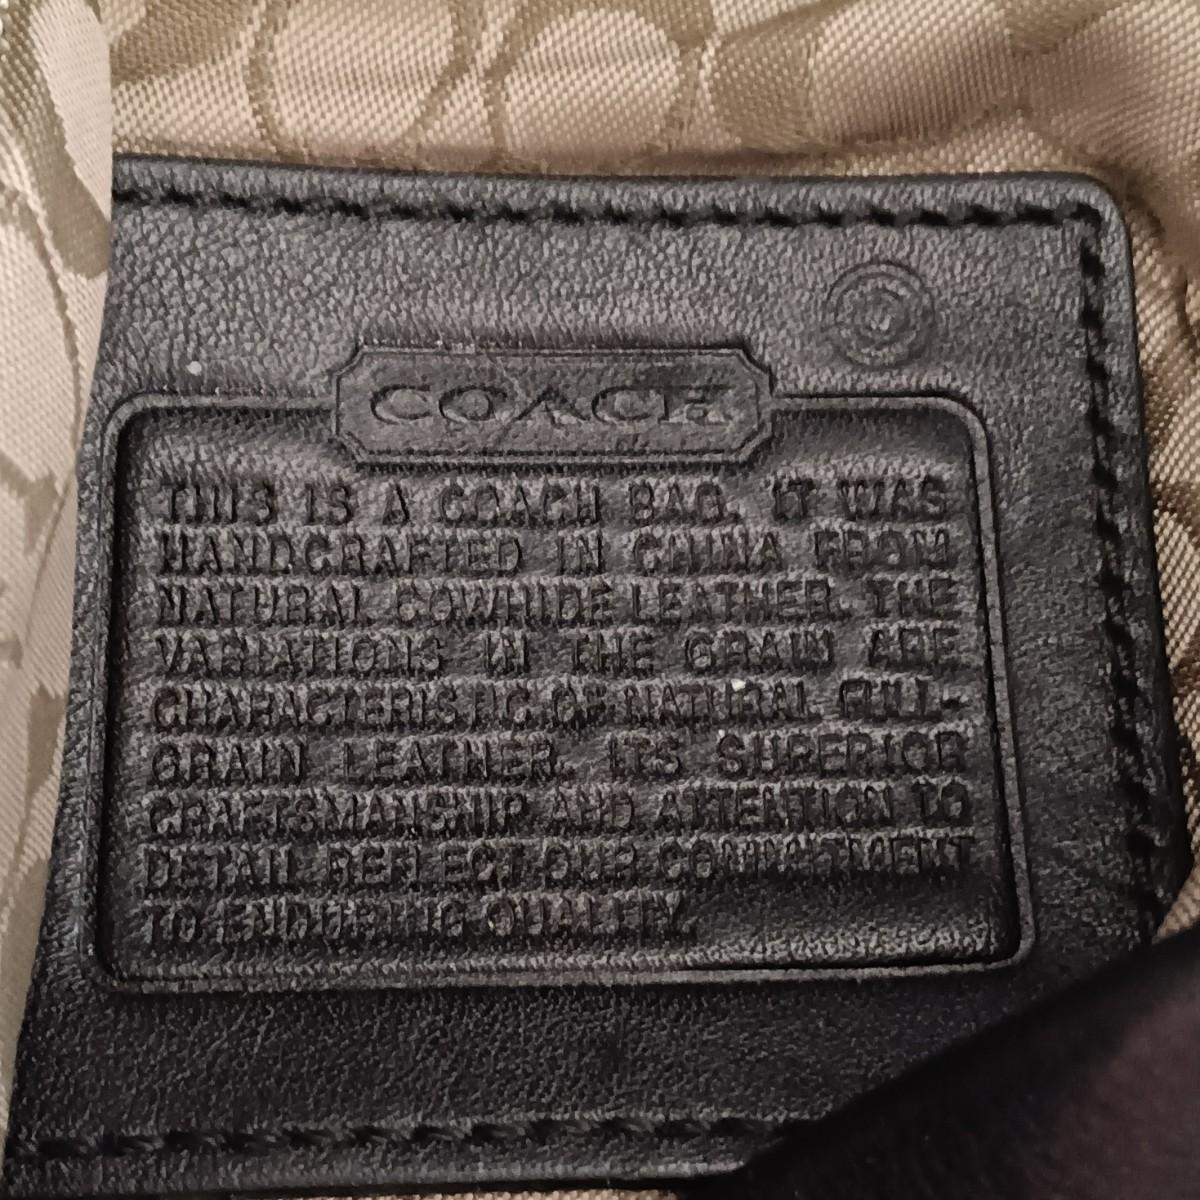 COACH
THIS IS A COACH BAG. IT WAS
HANDCRAFTED IN CHINA FROM
NATURAL COWHIDE LEATHER. THE
VARIATIONS IN THE GRAIN ARE
CHARACTERISTIC OF NATURAL FULL-
GRAIN LEATHER. ITS SUPERIOR
CRAFTSMANSHIP AND ATTENTION TO
DETAIL REFLECT OUR COMMITMENT
TO ENDURING QUALITY.